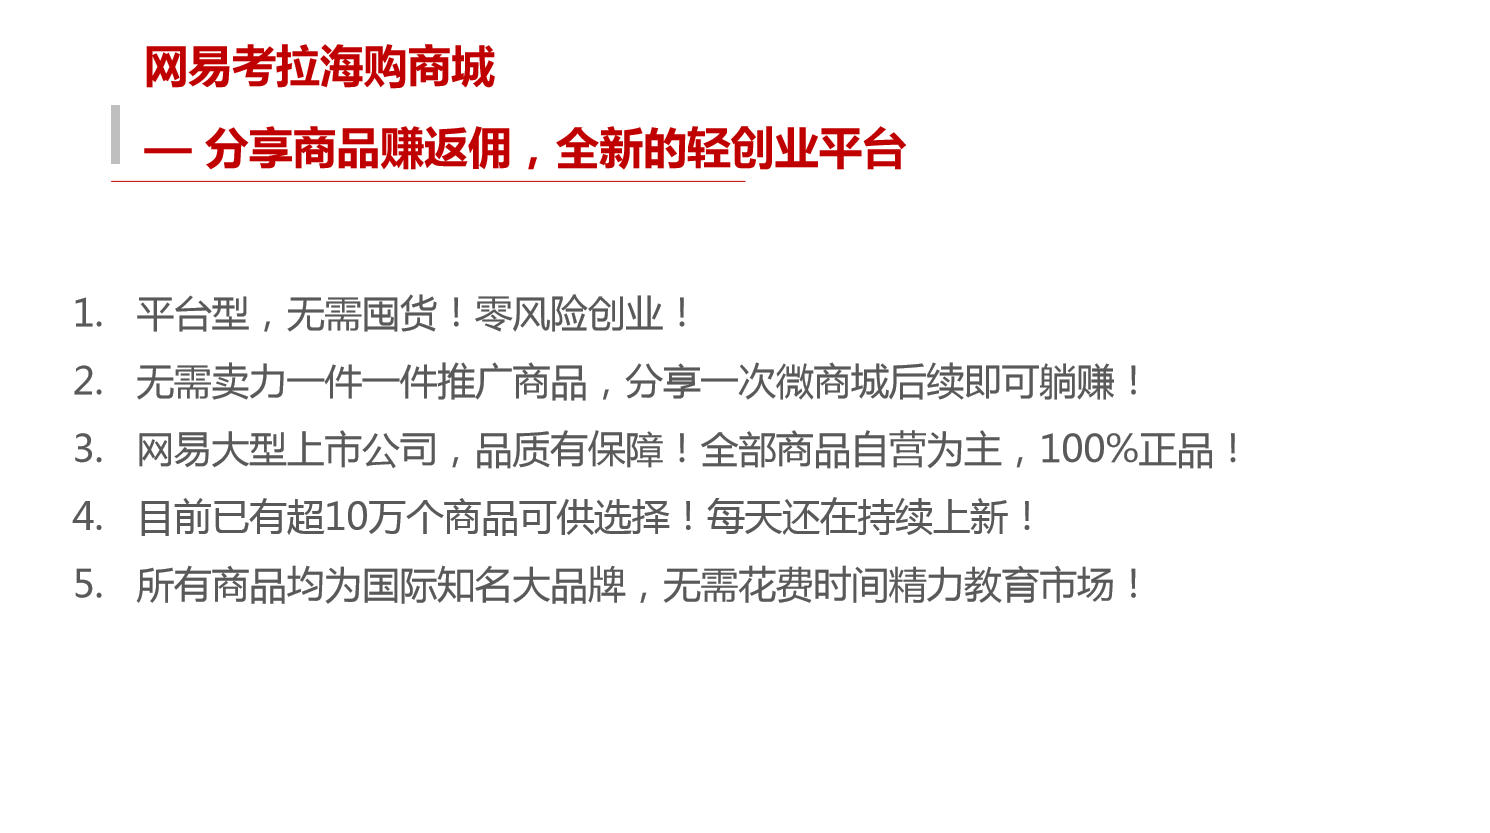 网易考拉海购商城
— 分享商品赚返佣，全新的轻创业平台
1. 平台型，无需囤货！零风险创业！
2. 无需卖力一件一件推广商品，分享一次微商城后续即可躺赚！
3. 网易大型上市公司，品质有保障！全部商品自营为主，100%正品！
4. 目前已有超10万个商品可供选择！每天还在持续上新！
5. 所有商品均为国际知名大品牌，无需花费时间精力教育市场！